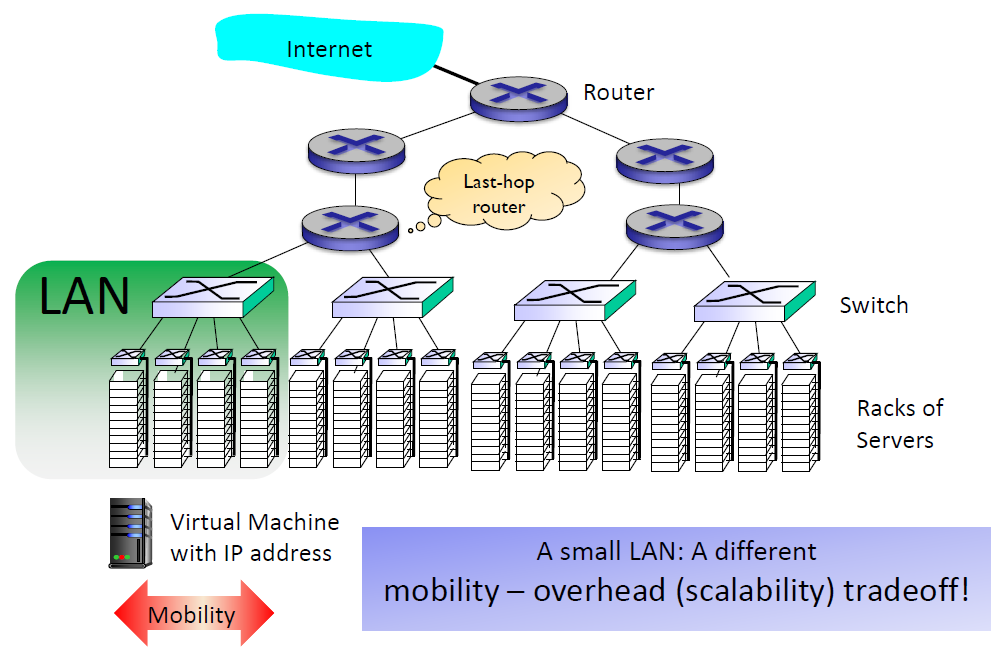 Internet
Router
Last-hop
router
LAN
Switch
Racks of
Servers
Virtual Machine
with IP address
Mobility
A small LAN: A different
mobility – overhead (scalability) tradeoff!